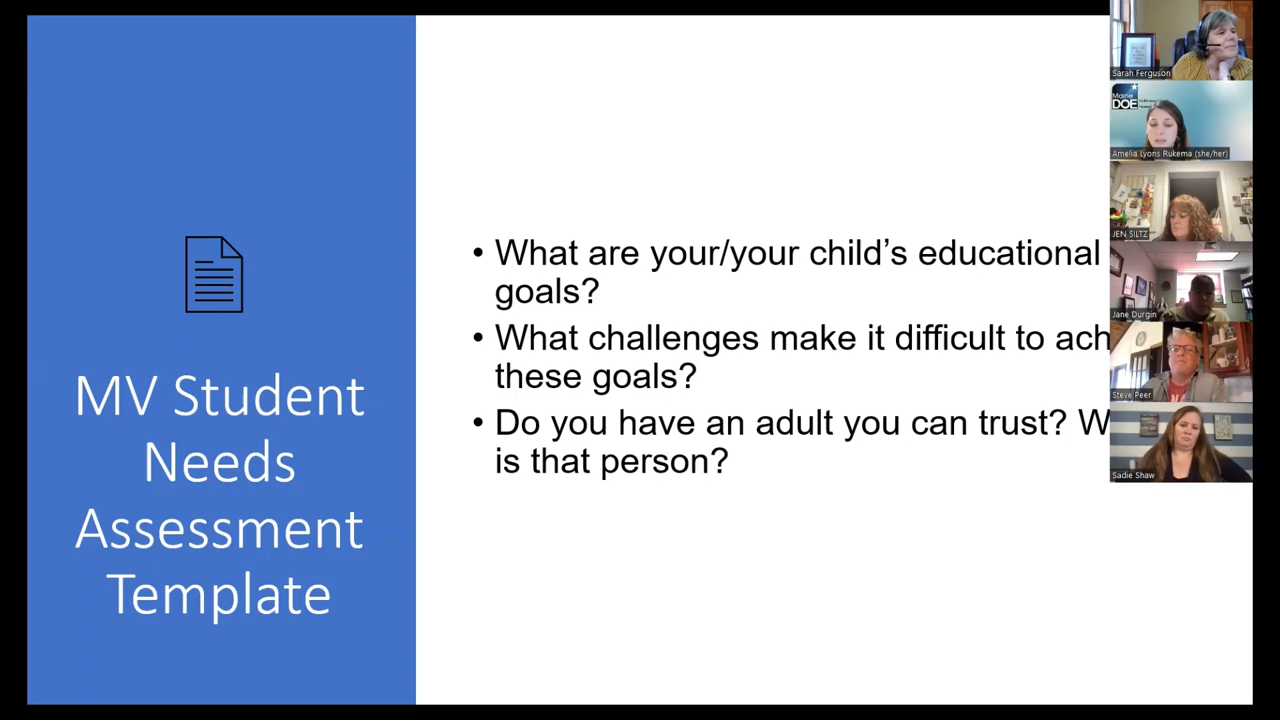 MV Student
Needs
Assessment
Template
• What are your/your child’s educational
goals?
• What challenges make it difficult to ach
these goals?
• Do you have an adult you can trust? W
is that person?
Sarah Ferguson
Maine
DOE
Amelia Lyons Rukema (she/her)
JEN SILTZ
Jane Durgin
Steve Peer
Sadie Shaw